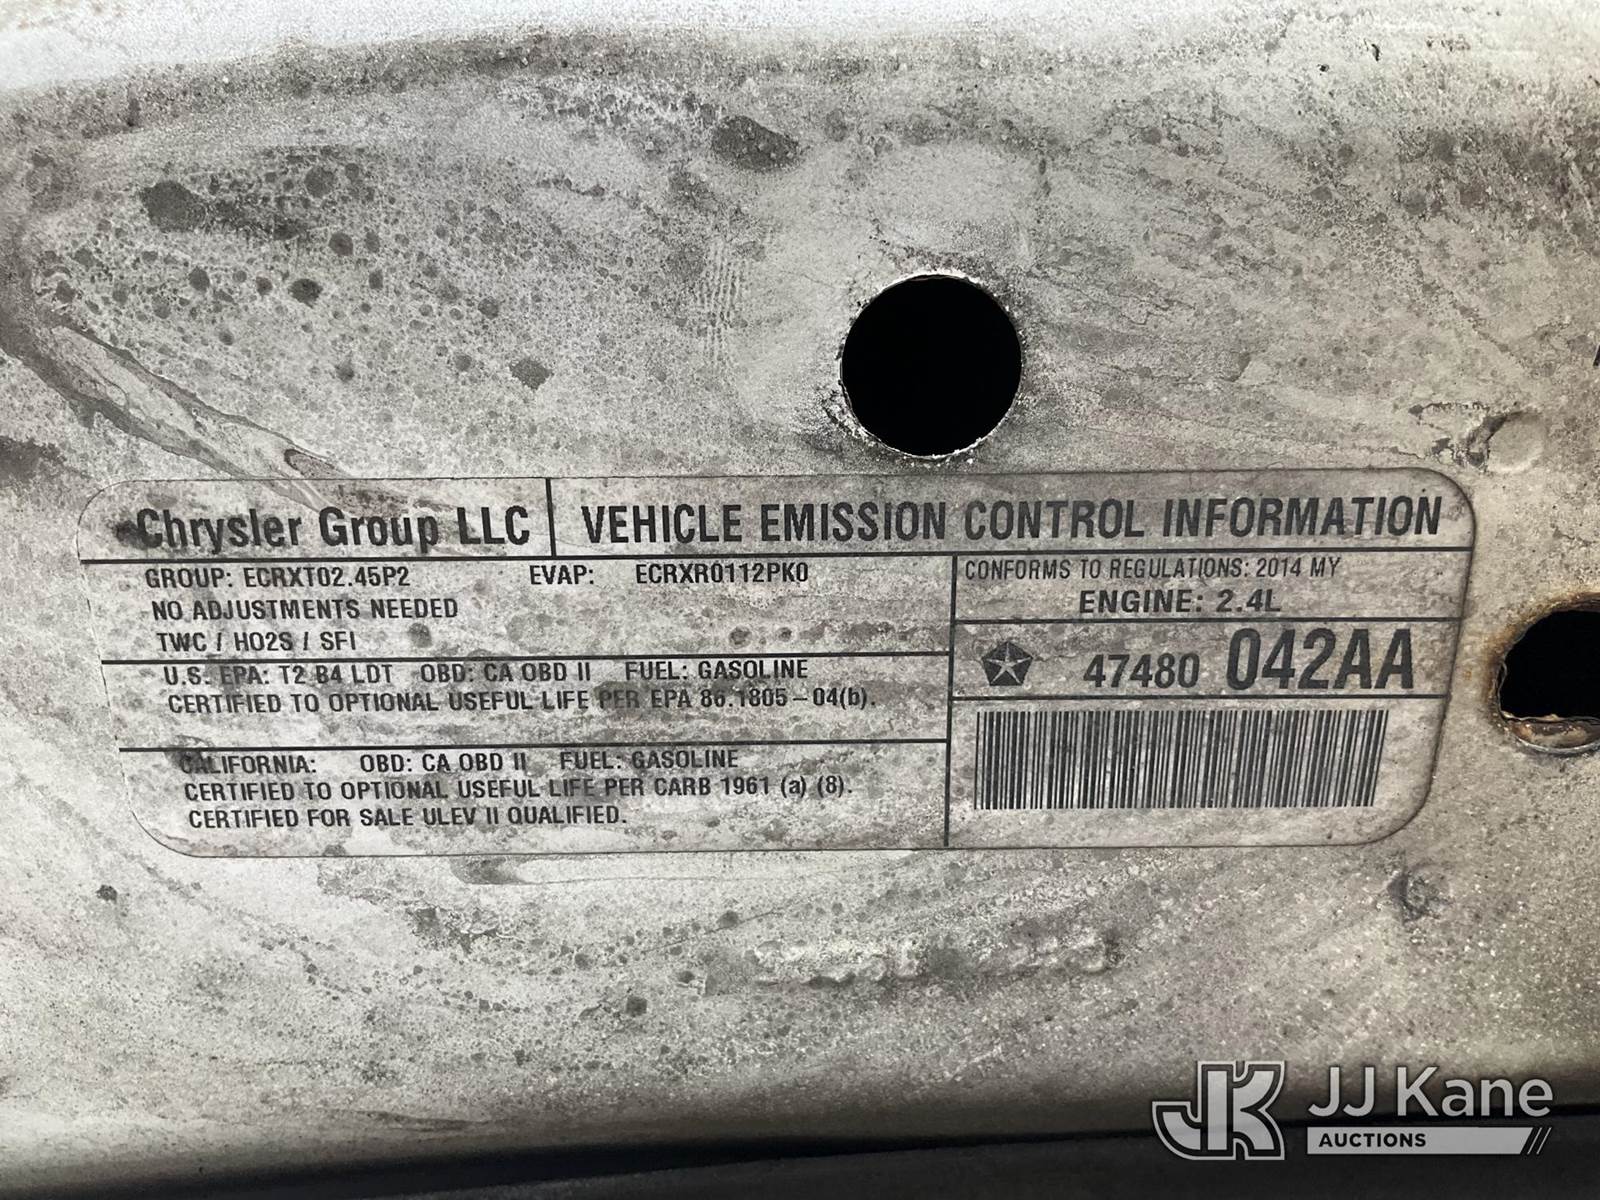 Chrysler Group LLC VEHICLE EMISSION CONTROL INFORMATION
GROUP: ECRXT02.45P2 EVAP: ECRXR0112PK0
NO ADJUSTMENTS NEEDED
TWC / HO2S / SFI
U.S. EPA: T2 B4 LDT OBD: CA OBD II FUEL: GASOLINE
CERTIFIED TO OPTIONAL USEFUL LIFE PER EPA 86.1805-04(b).
CALIFORNIA: OBD: CA OBD II FUEL: GASOLINE
CERTIFIED TO OPTIONAL USEFUL LIFE PER CARB 1961 (a) (8).
CERTIFIED FOR SALE ULEV II QUALIFIED.
CONFORMS TO REGULATIONS: 2014 MY
ENGINE: 2.4L
47480 042AA
JK JJ Kane
AUCTIONS